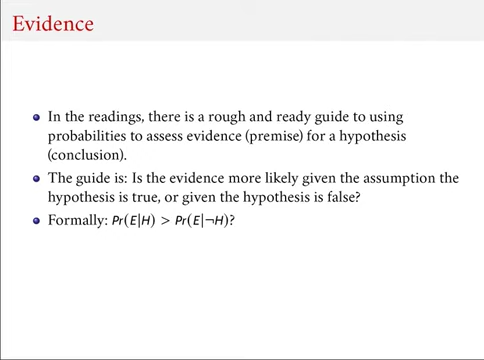 Evidence
In the readings, there is a rough and ready guide to using
probabilities to assess evidence (premise) for a hypothesis
(conclusion).
The guide is: Is the evidence more likely given the assumption the
hypothesis is true, or given the hypothesis is false?
Formally: Pr(E|H) > Pr(E|¬H)?